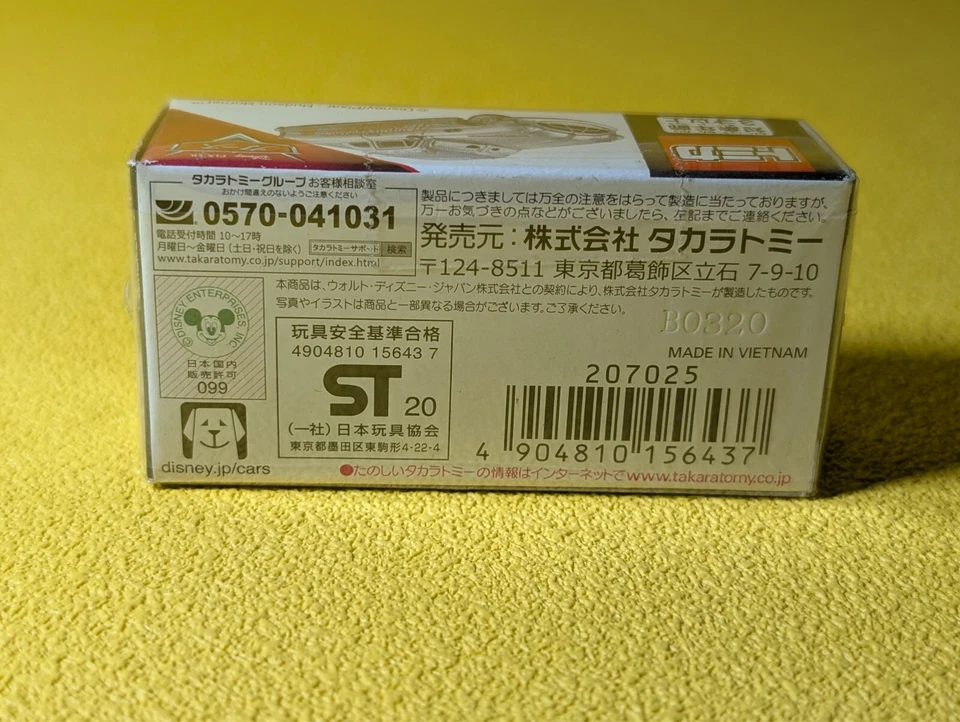 トミカ
対象年齢
3才以上
タカラトミーグループお客様相談室
おかけ間違えのないようご注意ください
0570-041031
電話受付時間 10〜17時
月曜日〜金曜日(土日・祝日を除く) タカラトミーサポート 検索
www.takaratomy.co.jp/support/index.html
製品につきましては万全の注意をはらって製造に当たっておりますが、
万一お気づきの点などがございましたら、左記までご連絡ください。
発売元:株式会社 タカラトミー
〒124-8511 東京都葛飾区立石 7-9-10
本商品は、ウォルト・ディズニー・ジャパン株式会社との契約により、株式会社タカラトミーが製造したものです。
写真やイラストは商品と一部異なる場合がございます。ご了承ください。
B0320
MADE IN VIETNAM
©DISNEY ENTERPRISES, INC.
日本国内
販売許可
099
disney.jp/cars
玩具安全基準合格
4904810 15643 7
ST 20
(一社)日本玩具協会
東京都墨田区東駒形4-22-4
207025
4 904810 156437
●たのしいタカラトミーの情報はインターネットで www.takaratomy.co.jp